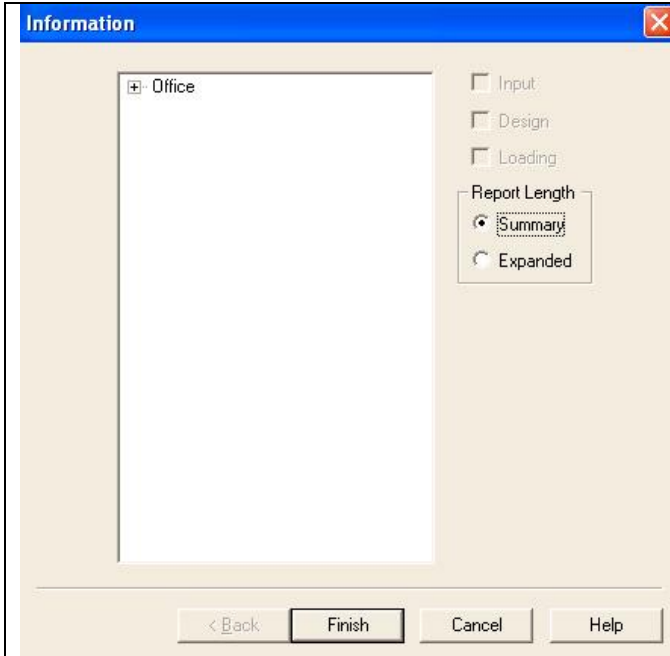 Information
Office
Input
Design
Loading
Report Length
Summary
Expanded
< Back
Finish
Cancel
Help